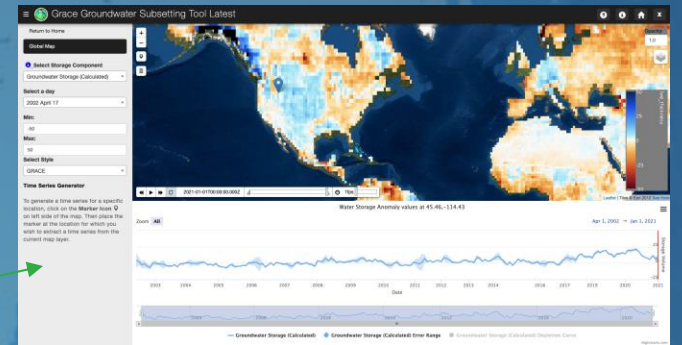 Grace Groundwater Subsetting Tool Latest
Return to Home
Global Map
Select Storage Component
Groundwater Storage (Calculated)
Select a day
2002 April 17
Min:
-50
Max:
50
Select Style
GRACE
Time Series Generator
To generate a time series for a specific
location, click on the Marker Icon
on left side of the map. Then place the
marker at the location for which you
wish to extract a time series from the
current map layer.
+
-
Opacity
1.0
2021-01-01T00:00:00.000Z
Water Storage Anomaly values at 45.46,-114.43
Zoom All
Apr 1, 2002 → Jan 1, 2021
Storage Volume
2003 2004 2005 2006 2007 2008 2009 2010 2011 2012 2013 2014 2016 2017 2019 2020 2021
Date
Groundwater Storage (Calculated) Groundwater Storage (Calculated) Error Range Groundwater Storage (Calculated) Depletion Curve